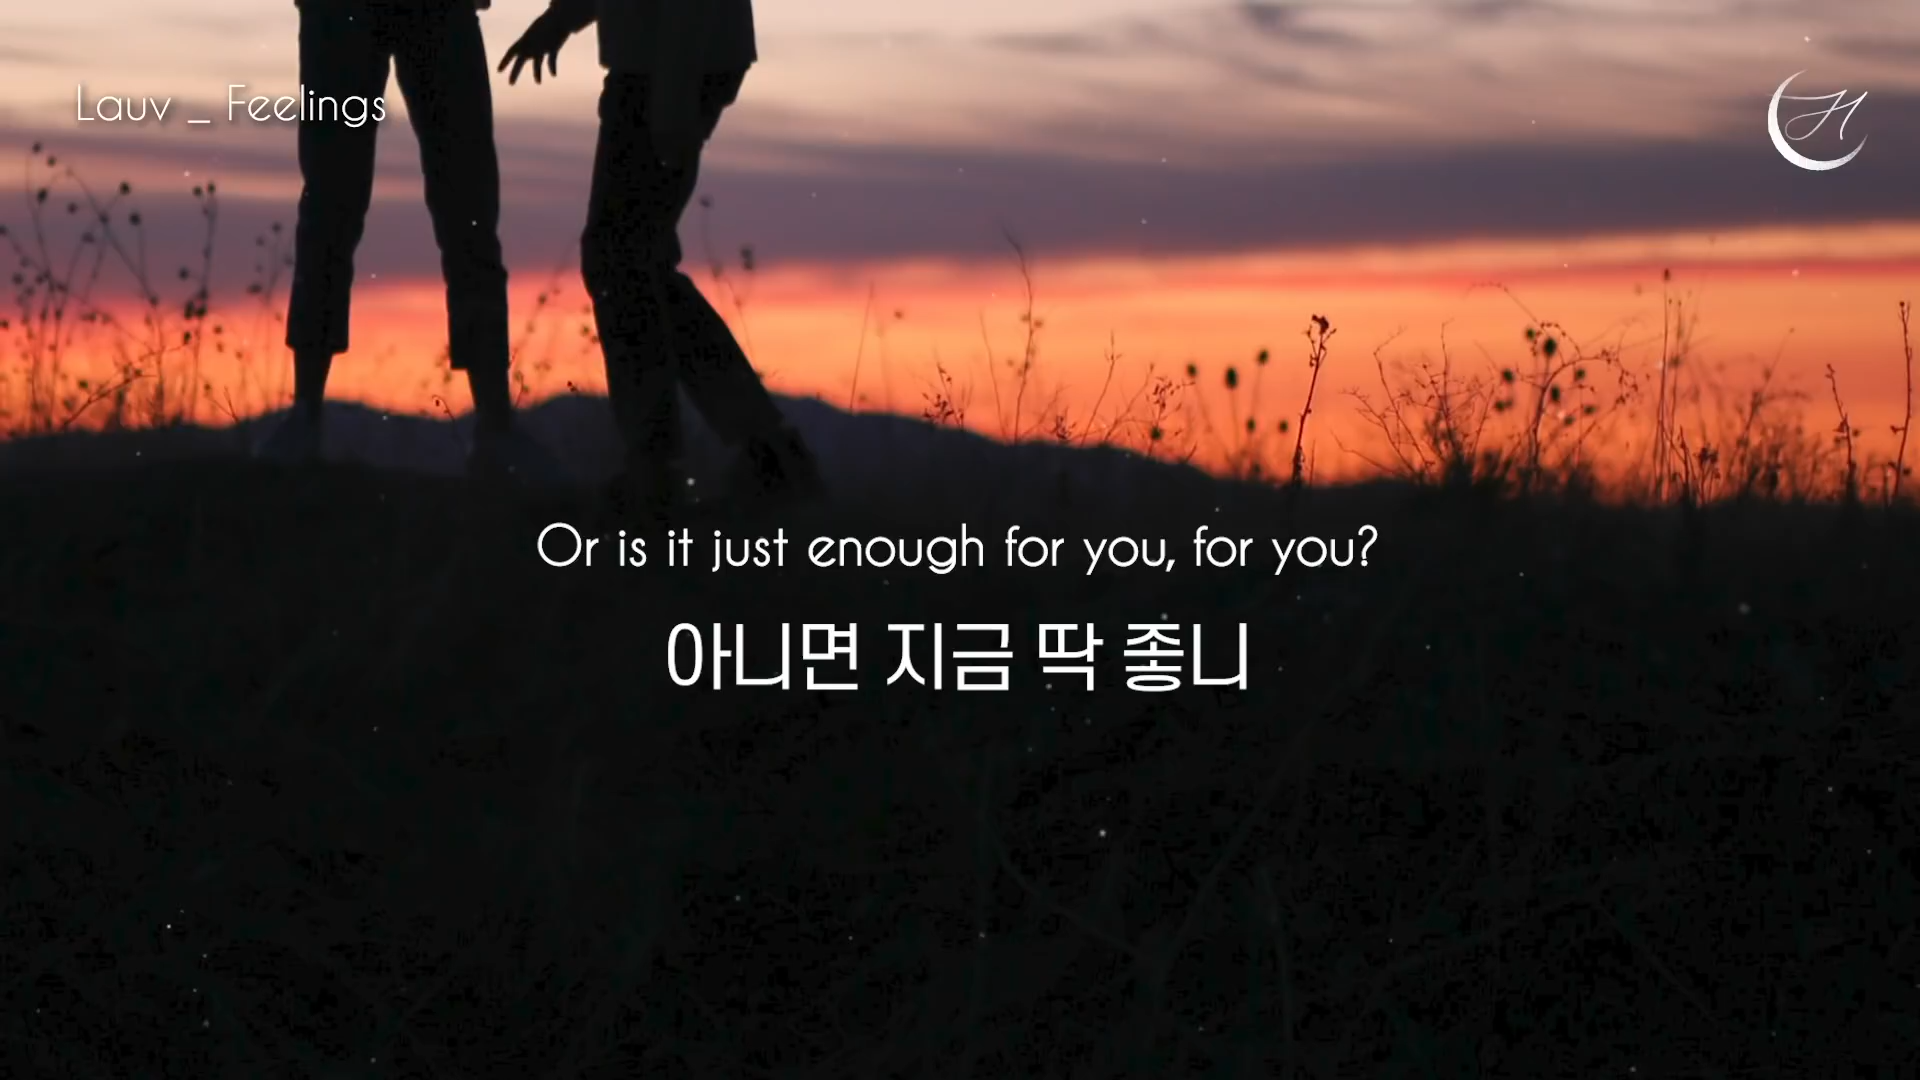 Lauv _ Feelings
Or is it just enough for you, for you?
아니면 지금 딱 좋니